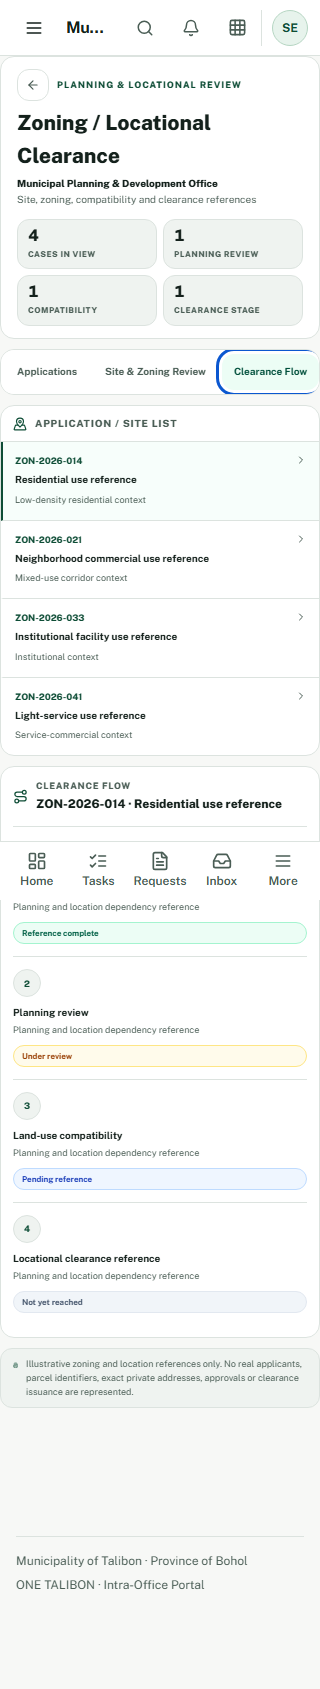 Mu...
SE
PLANNING & LOCATIONAL REVIEW
Zoning / Locational
Clearance
Municipal Planning & Development Office
Site, zoning, compatibility and clearance references
4
CASES IN VIEW
1
PLANNING REVIEW
1
COMPATIBILITY
1
CLEARANCE STAGE
Applications
Site & Zoning Review
Clearance Flow
APPLICATION / SITE LIST
ZON-2026-014
Residential use reference
Low-density residential context
ZON-2026-021
Neighborhood commercial use reference
Mixed-use corridor context
ZON-2026-033
Institutional facility use reference
Institutional context
ZON-2026-041
Light-service use reference
Service-commercial context
CLEARANCE FLOW
ZON-2026-014 · Residential use reference
Home
Tasks
Requests
Inbox
More
Planning and location dependency reference
Reference complete
2
Planning review
Planning and location dependency reference
Under review
3
Land-use compatibility
Planning and location dependency reference
Pending reference
4
Locational clearance reference
Planning and location dependency reference
Not yet reached
Illustrative zoning and location references only. No real applicants,
parcel identifiers, exact private addresses, approvals or clearance
issuance are represented.
Municipality of Talibon · Province of Bohol
ONE TALIBON · Intra-Office Portal